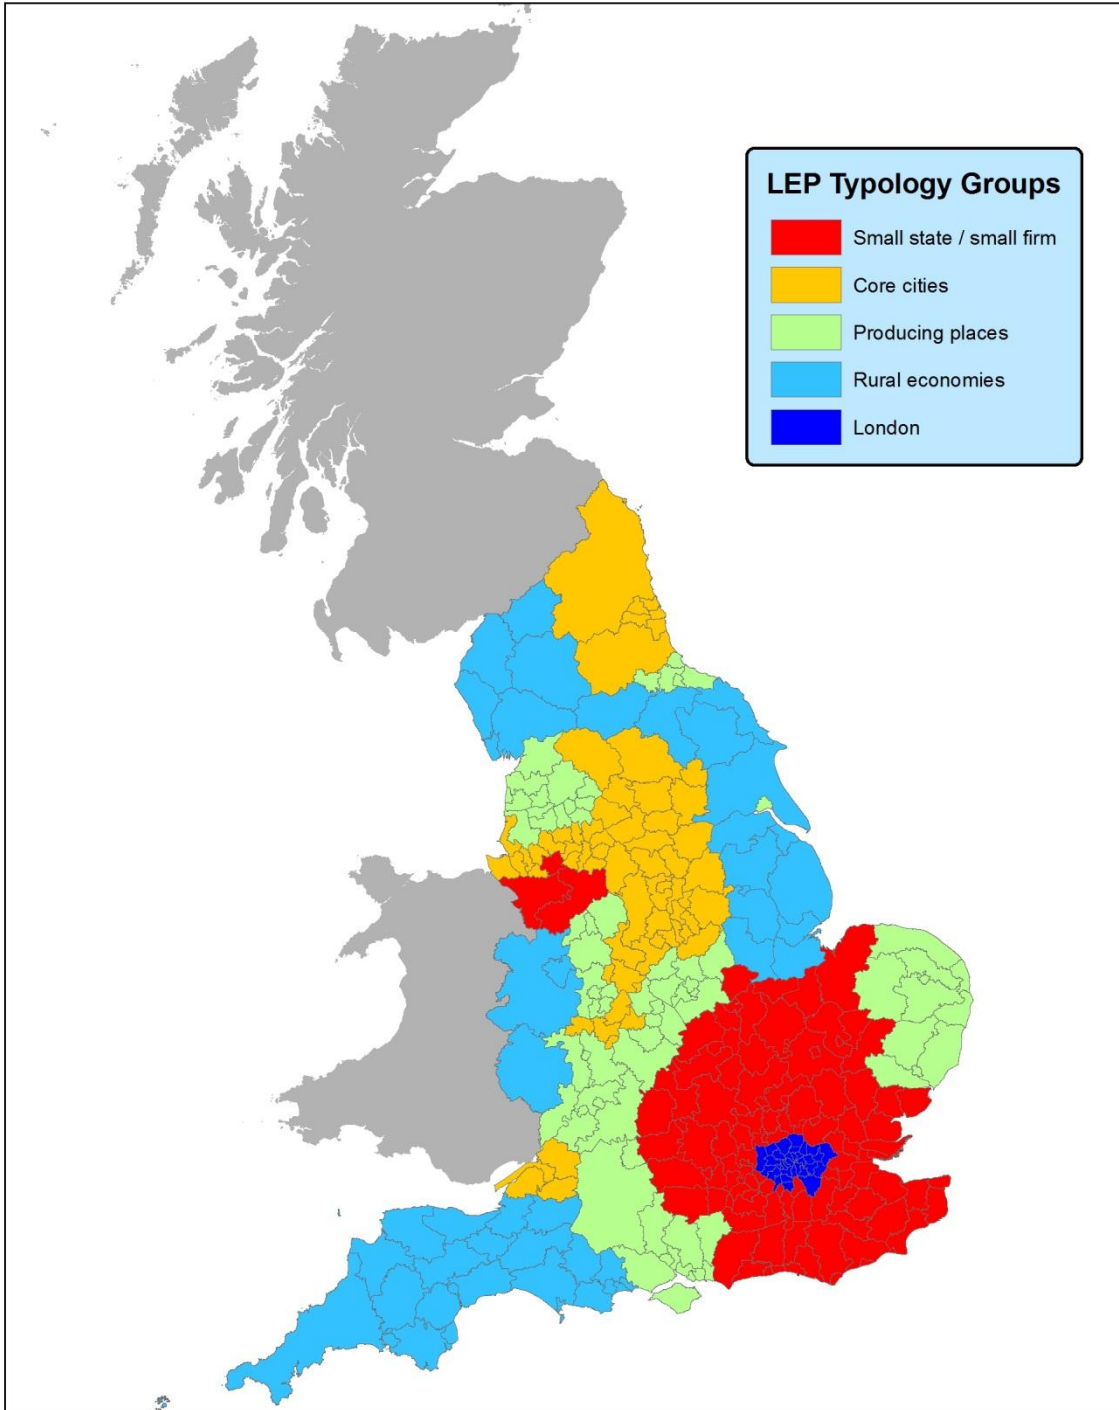 LEP Typology Groups
Small state / small firm
Core cities
Producing places
Rural economies
London